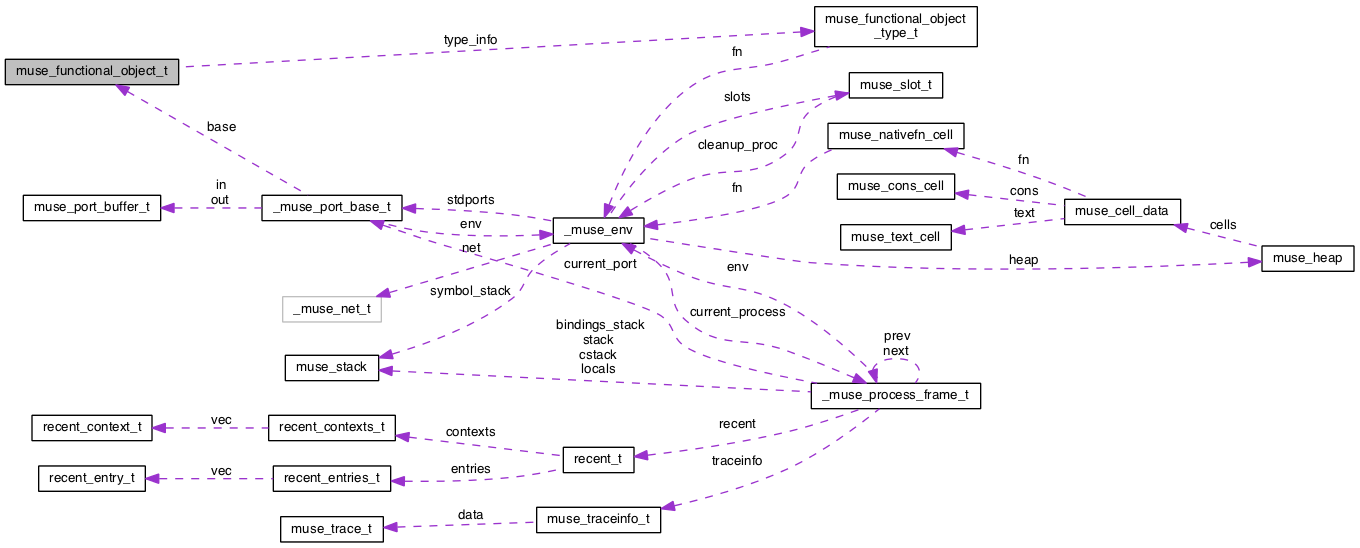 muse_functional_object
_type_t
type_info
fn
muse_functional_object_t
slots
muse_slot_t
base
cleanup_proc
muse_nativefn_cell
fn
in
out
stdports
fn
muse_cons_cell
cons
muse_port_buffer_t
_muse_port_base_t
env
_muse_env
muse_text_cell
text
muse_cell_data
cells
net
current_port
env
heap
muse_heap
_muse_net_t
symbol_stack
current_process
bindings_stack
stack
cstack
locals
prev
next
muse_stack
_muse_process_frame_t
recent_context_t
vec
recent_contexts_t
contexts
recent
recent_t
recent_entry_t
vec
recent_entries_t
entries
traceinfo
muse_trace_t
data
muse_traceinfo_t